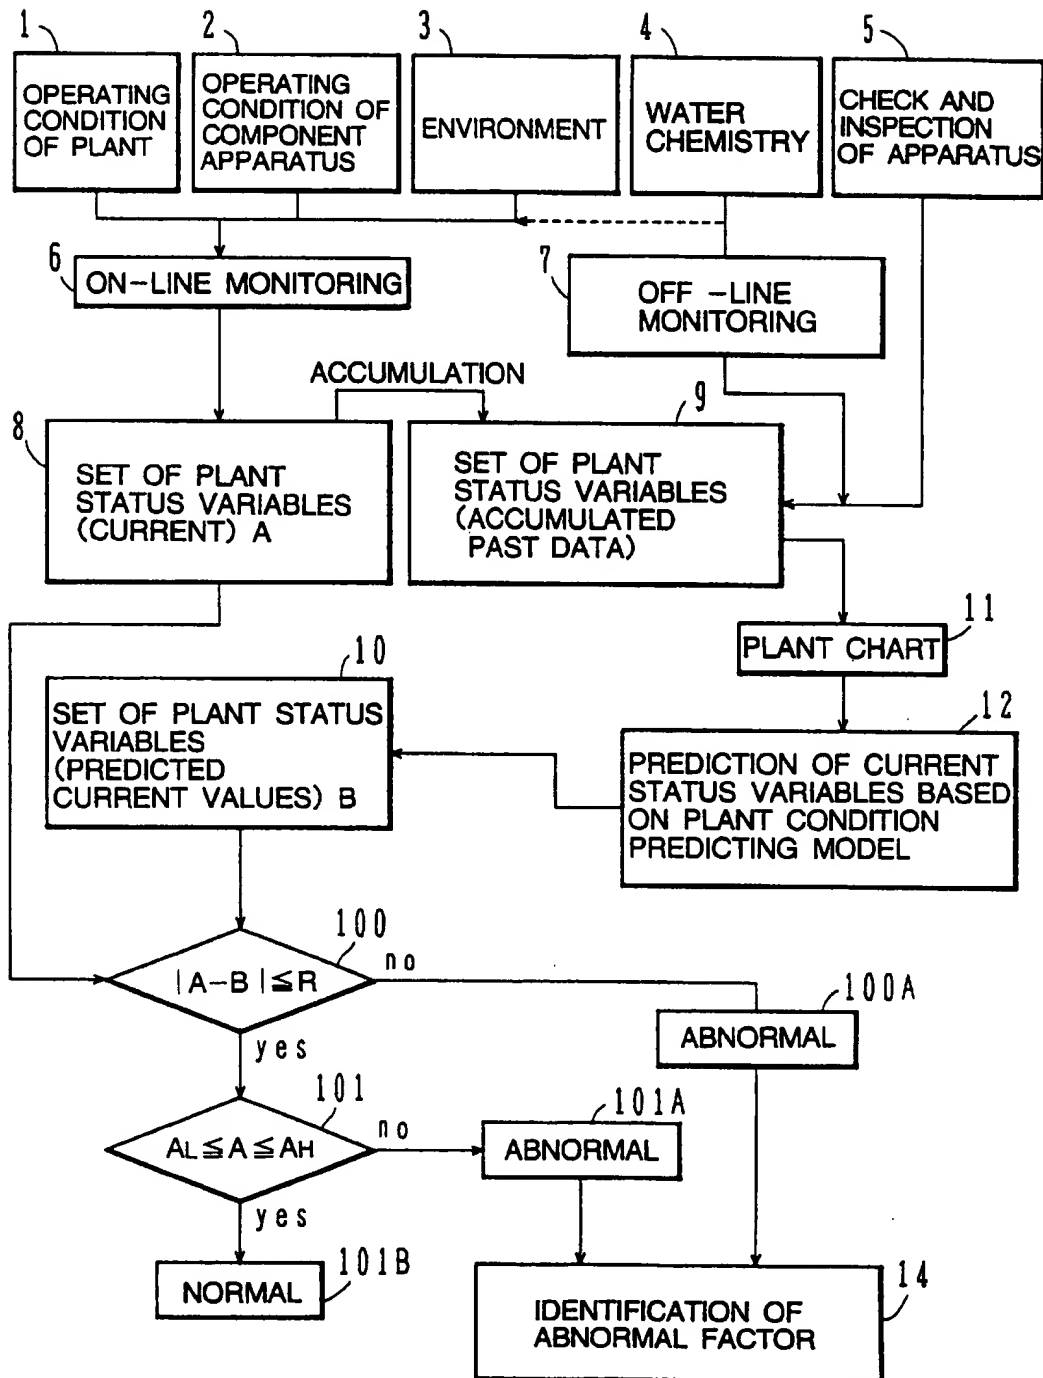 1
2
3
4
5
OPERATING
CONDITION
OF PLANT
OPERATING
CONDITION OF
COMPONENT
APPARATUS
ENVIRONMENT
WATER
CHEMISTRY
CHECK AND
INSPECTION
OF APPARATUS
6
ON-LINE MONITORING
7
OFF -LINE
MONITORING
ACCUMULATION
8
SET OF PLANT
STATUS VARIABLES
(CURRENT) A
9
SET OF PLANT
STATUS VARIABLES
(ACCUMULATED
PAST DATA)
11
PLANT CHART
10
SET OF PLANT STATUS
VARIABLES
(PREDICTED
CURRENT VALUES) B
12
PREDICTION OF CURRENT
STATUS VARIABLES BASED
ON PLANT CONDITION
PREDICTING MODEL
100
|A-B|≦R
no
yes
100A
ABNORMAL
101
AL≦A≦AH
no
yes
101A
ABNORMAL
101B
NORMAL
14
IDENTIFICATION OF
ABNORMAL FACTOR